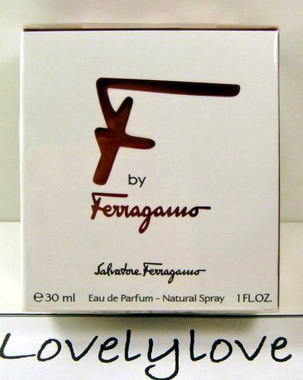 F
by
Ferragamo
Salvatore Ferragamo
e 30 ml Eau de Parfum - Natural Spray 1 FL.OZ.
Lovelylove